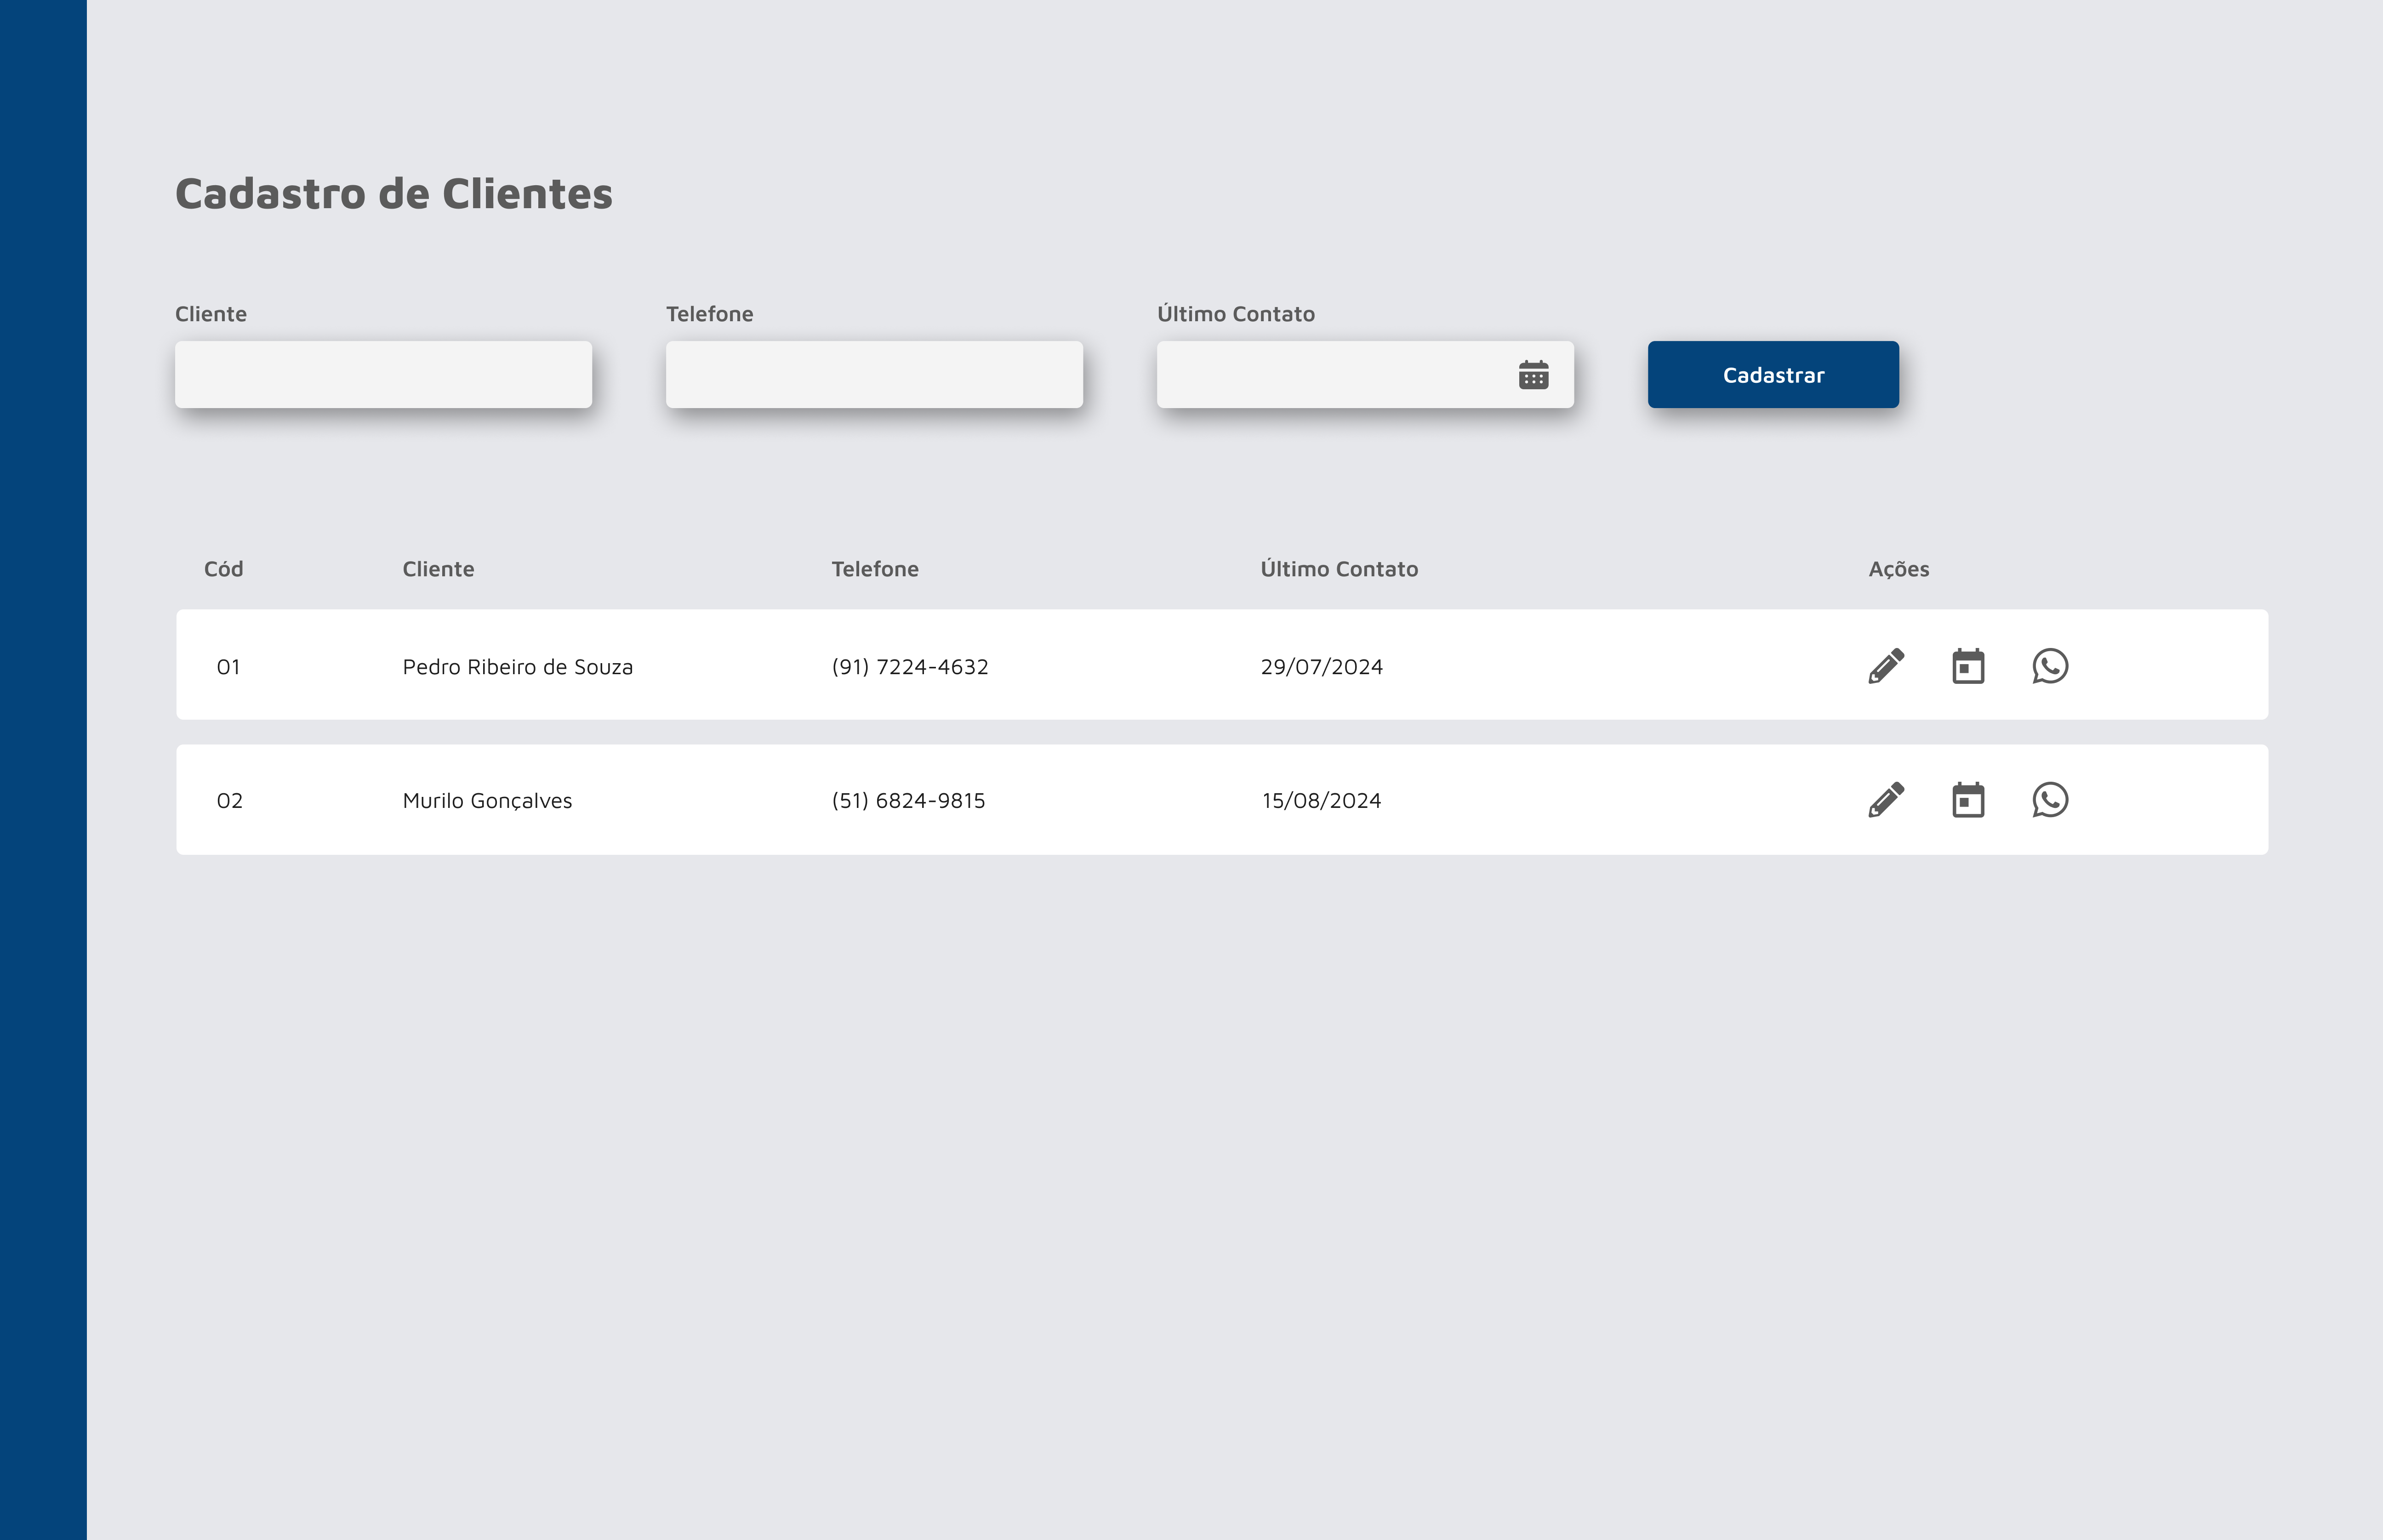 Cadastro de Clientes
Cliente Telefone Último Contato
Cadastrar
Cód Cliente Telefone Último Contato Ações
01 Pedro Ribeiro de Souza (91) 7224-4632 29/07/2024
02 Murilo Gonçalves (51) 6824-9815 15/08/2024